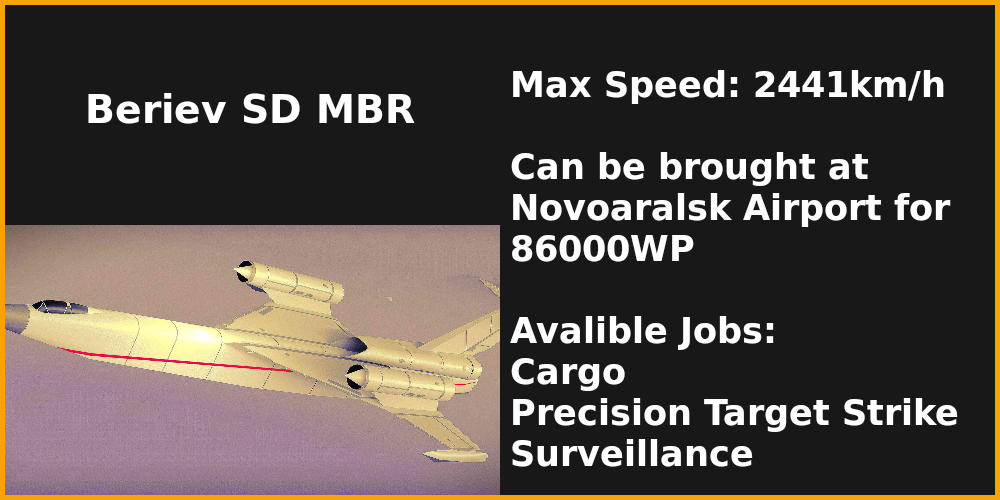 Beriev SD MBR
Max Speed: 2441km/h
Can be brought at
Novoaralsk Airport for
86000WP
Avalible Jobs:
Cargo
Precision Target Strike
Surveillance